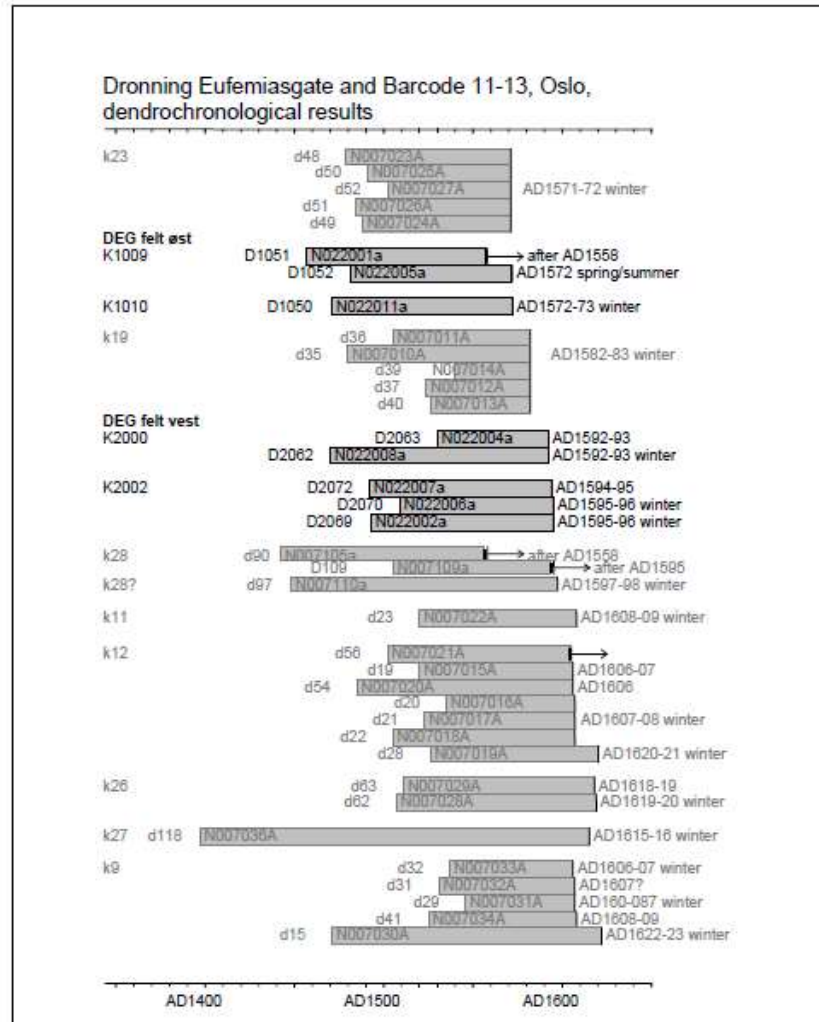 Dronning Eufemiasgate and Barcode 11-13, Oslo,
dendrochronological results
k23 d48 N007023A
d50 N007025A
d52 N007027A AD1571-72 winter
d51 N007026A
d49 N007024A
DEG felt øst
K1009 D1051 N022001a after AD1558
D1052 N022005a AD1572 spring/summer
K1010 D1050 N022011a AD1572-73 winter
k19 d36 N007011A
d35 N007010A AD1582-83 winter
d39 N007014A
d37 N007012A
d40 N007013A
DEG felt vest
K2000 D2063 N022004a AD1592-93
D2062 N022008a AD1592-93 winter
K2002 D2072 N022007a AD1594-95
D2070 N022006a AD1595-96 winter
D2069 N022002a AD1595-96 winter
k28 d90 N007105a after AD1558
D109 N007109a after AD1595
k28? d97 N007110a AD1597-98 winter
k11 d23 N007022A AD1608-09 winter
k12 d56 N007021A
d19 N007015A AD1606-07
d54 N007020A AD1606
d20 N007016A
d21 N007017A AD1607-08 winter
d22 N007018A
d28 N007019A AD1620-21 winter
k26 d63 N007029A AD1618-19
d62 N007028A AD1619-20 winter
k27 d118 N007036A AD1615-16 winter
k9 d32 N007033A AD1606-07 winter
d31 N007032A AD1607?
d29 N007031A AD160-087 winter
d41 N007034A AD1608-09
d15 N007030A AD1622-23 winter
AD1400 AD1500 AD1600